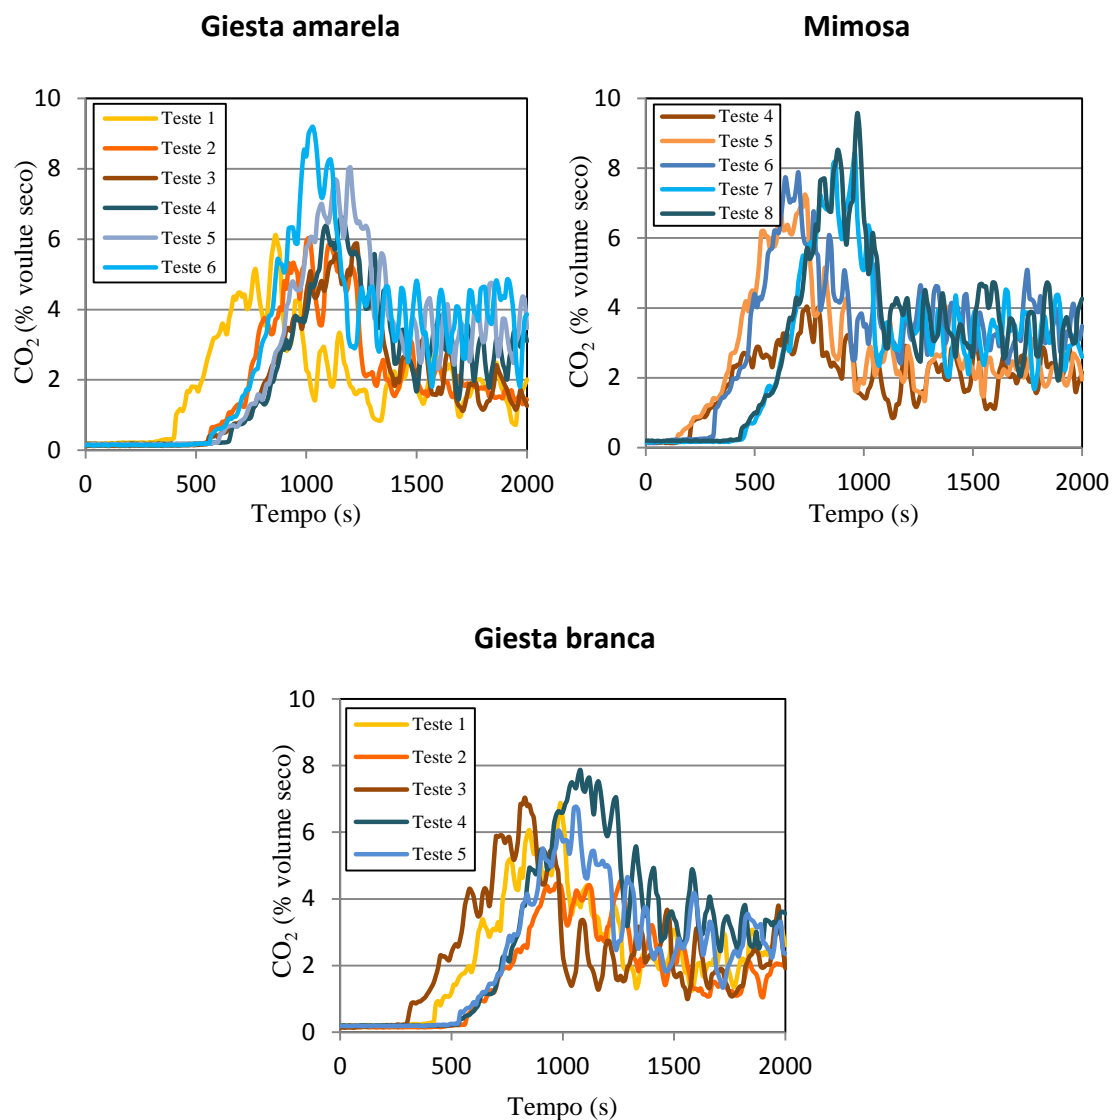 Giesta amarela
CO2 (% voulue seco)
10
8
6
4
2
0
Teste 1
Teste 2
Teste 3
Teste 4
Teste 5
Teste 6
0 500 1000 1500 2000
Tempo (s)
Mimosa
CO2 (% volume seco)
10
8
6
4
2
0
Teste 4
Teste 5
Teste 6
Teste 7
Teste 8
0 500 1000 1500 2000
Tempo (s)
Giesta branca
CO2 (% volume seco)
10
8
6
4
2
0
Teste 1
Teste 2
Teste 3
Teste 4
Teste 5
0 500 1000 1500 2000
Tempo (s)